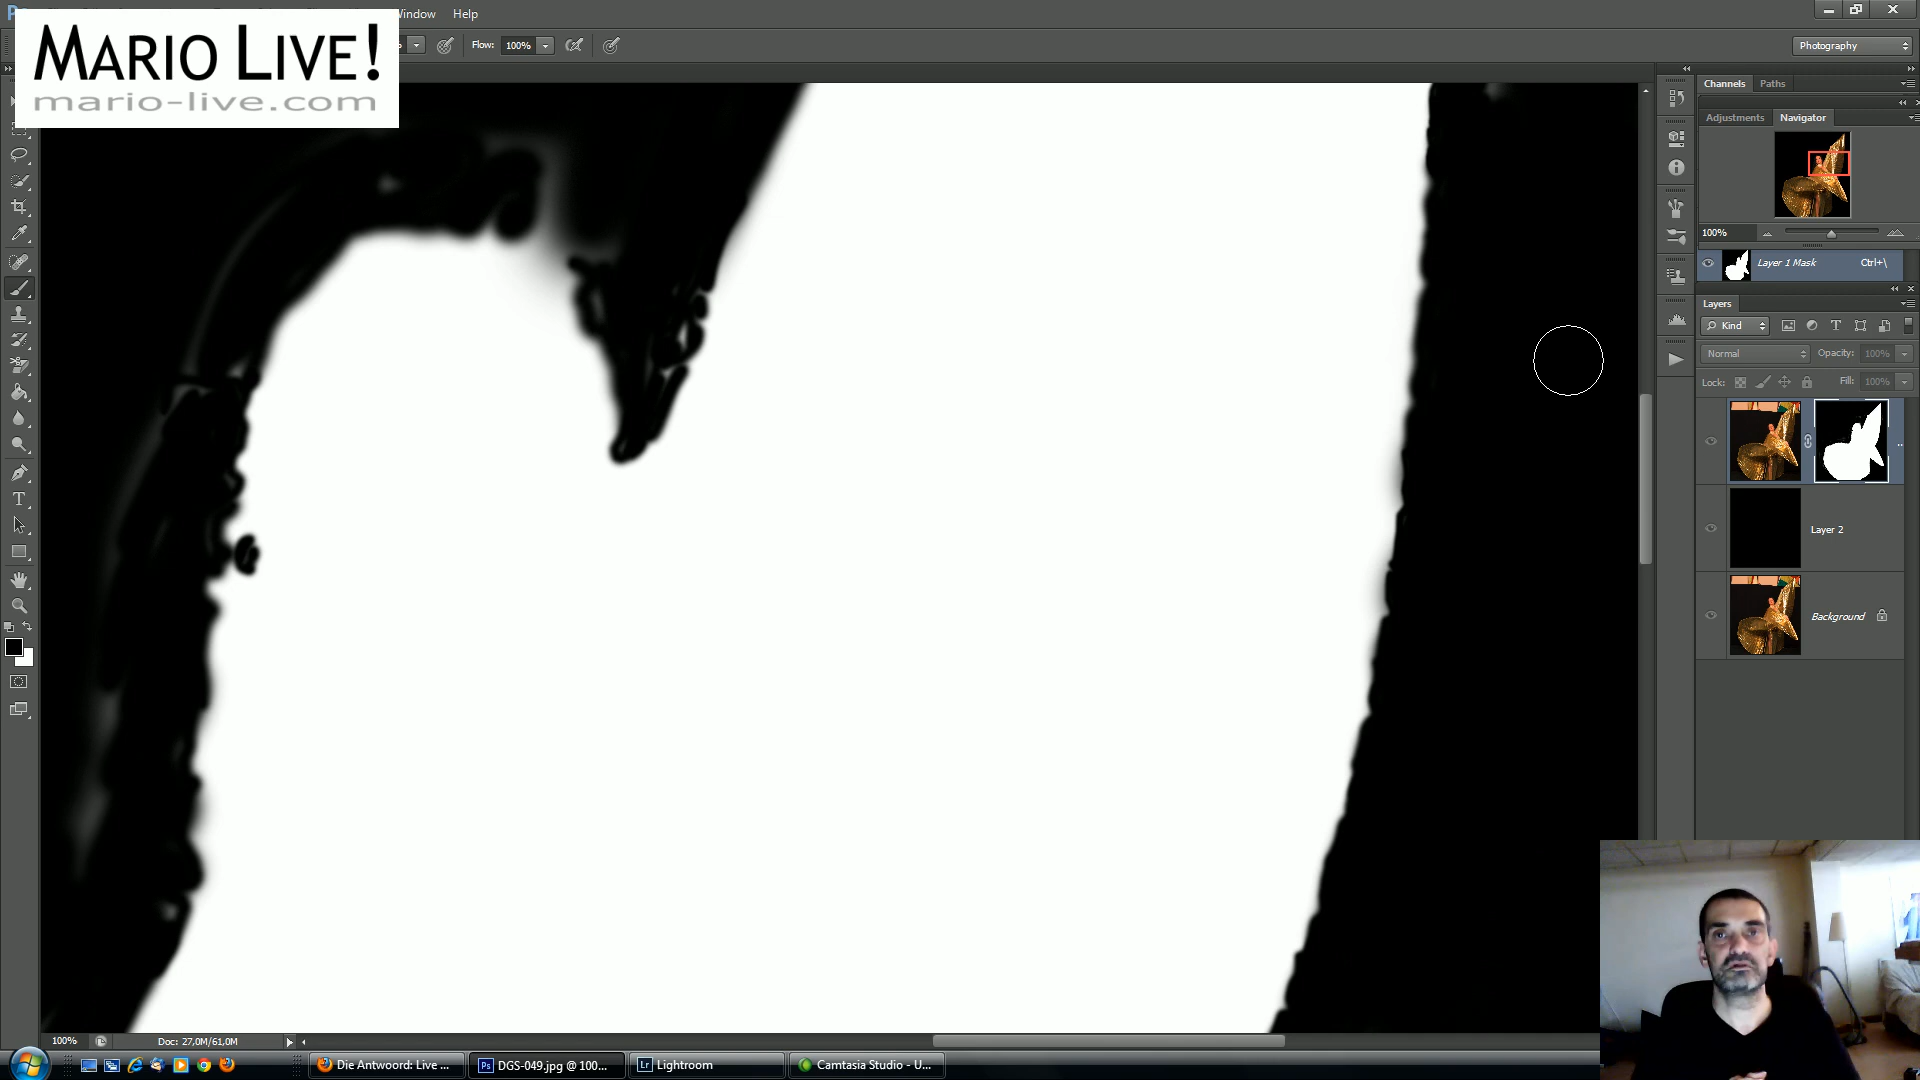 Window
Help
MARIO LIVE!
mario-live.com
Flow:
100%
Photography
Channels
Paths
Adjustments
Navigator
100%
Layer 1 Mask
Ctrl+\
Layers
Kind
Normal
Opacity:
100%
Lock:
Fill:
100%
Layer 2
Background
100%
Doc: 27,0M/61,0M
Die Antwoord: Live ...
Ps
DGS-049.jpg @ 100...
Lr
Lightroom
Camtasia Studio - U...